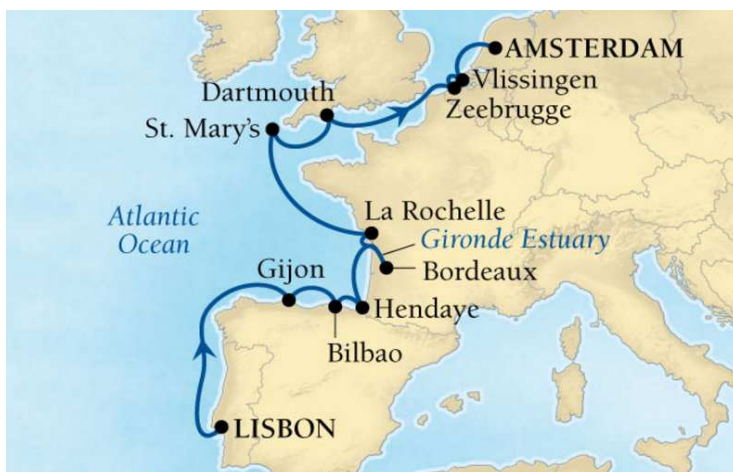 AMSTERDAM
Vlissingen
Zeebrugge
Dartmouth
St. Mary's
La Rochelle
Atlantic
Ocean
Gironde Estuary
Bordeaux
Gijon
Hendaye
Bilbao
LISBON